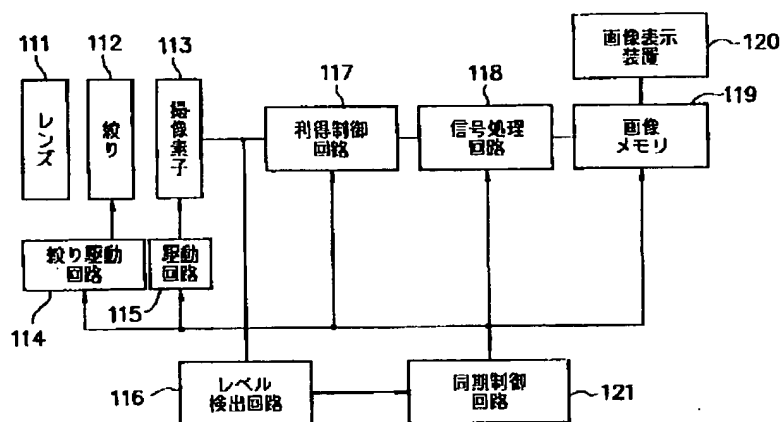 111
112
113
117
118
画像表示
装置
120
119
レンズ
絞り
撮像素子
利得制御
回路
信号処理
回路
画像
メモリ
絞り駆動
回路
駆動
回路
114
115
116
レベル
検出回路
同期制御
回路
121